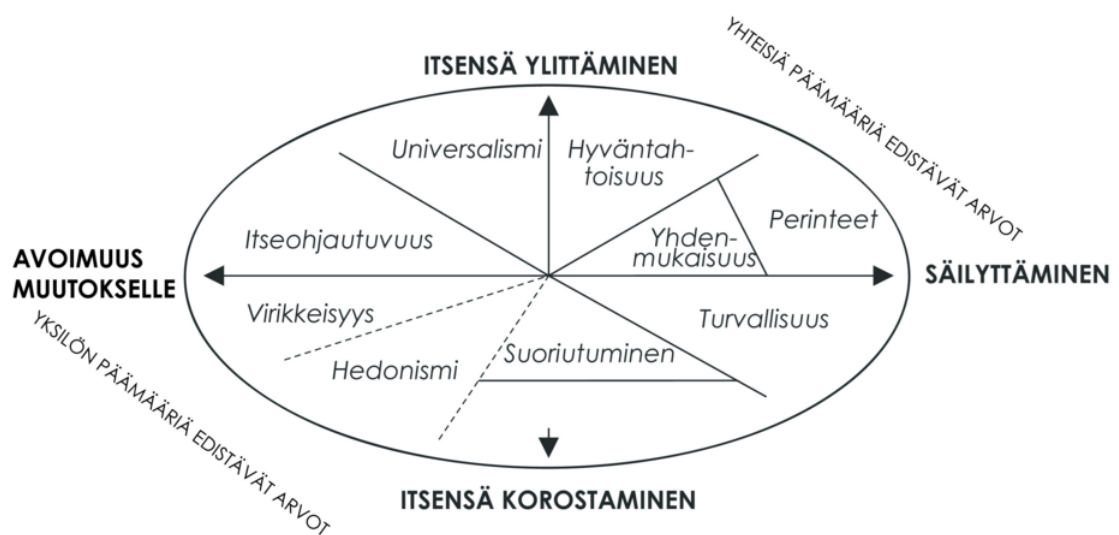 ITSENSÄ YLITTÄMINEN
YHTEISIÄ PÄÄMÄÄRIÄ EDISTÄVÄT ARVOT
Universalismi
Hyväntah-
toisuus
Perinteet
Itseohjautuvuus
Yhden-
mukaisuus
AVOIMUUS
MUUTOKSELLE
SÄILYTTÄMINEN
Virikkeisyys
Turvallisuus
Hedonismi
Suoriutuminen
YKSILÖN PÄÄMÄÄRIÄ EDISTÄVÄT ARVOT
ITSENSÄ KOROSTAMINEN